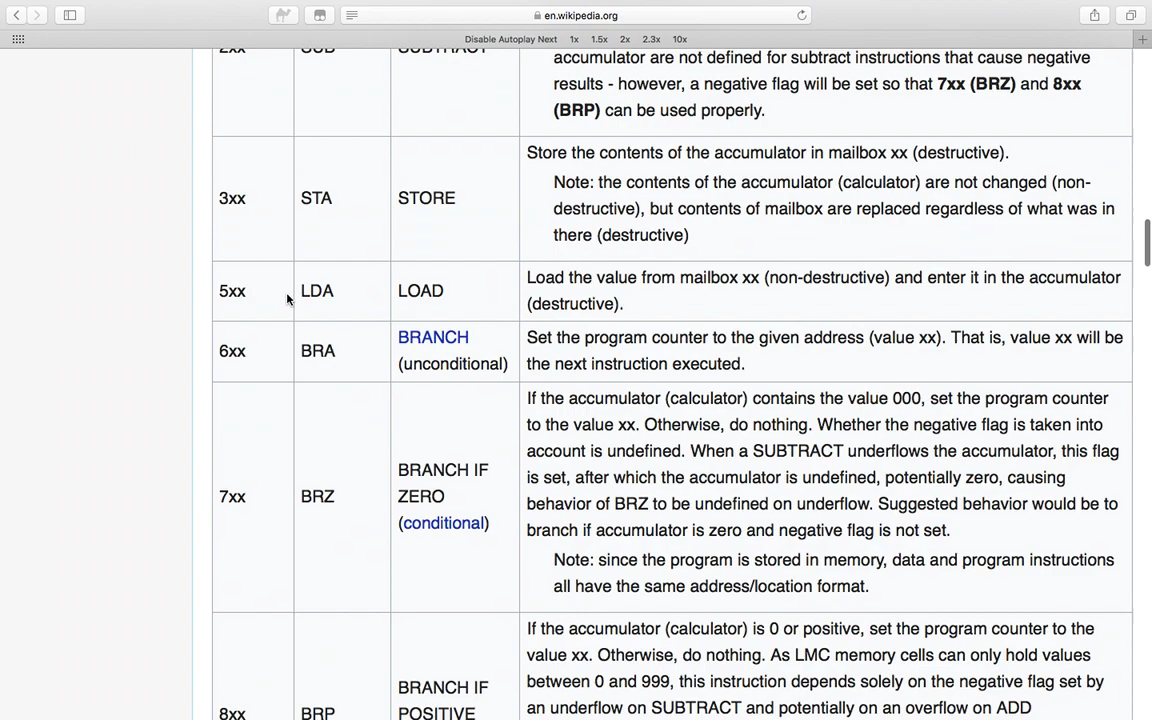 en.wikipedia.org
Disable Autoplay Next 1x 1.5x 2x 2.3x 10x
2xx SUB SUBTRACT
accumulator are not defined for subtract instructions that cause negative
results - however, a negative flag will be set so that 7xx (BRZ) and 8xx
(BRP) can be used properly.
3xx STA STORE
Store the contents of the accumulator in mailbox xx (destructive).
Note: the contents of the accumulator (calculator) are not changed (non-
destructive), but contents of mailbox are replaced regardless of what was in
there (destructive)
5xx LDA LOAD
Load the value from mailbox xx (non-destructive) and enter it in the accumulator
(destructive).
6xx BRA
BRANCH
(unconditional)
Set the program counter to the given address (value xx). That is, value xx will be
the next instruction executed.
7xx BRZ
BRANCH IF
ZERO
(conditional)
If the accumulator (calculator) contains the value 000, set the program counter
to the value xx. Otherwise, do nothing. Whether the negative flag is taken into
account is undefined. When a SUBTRACT underflows the accumulator, this flag
is set, after which the accumulator is undefined, potentially zero, causing
behavior of BRZ to be undefined on underflow. Suggested behavior would be to
branch if accumulator is zero and negative flag is not set.
Note: since the program is stored in memory, data and program instructions
all have the same address/location format.
8xx BRP
BRANCH IF
POSITIVE
If the accumulator (calculator) is 0 or positive, set the program counter to the
value xx. Otherwise, do nothing. As LMC memory cells can only hold values
between 0 and 999, this instruction depends solely on the negative flag set by
an underflow on SUBTRACT and potentially on an overflow on ADD